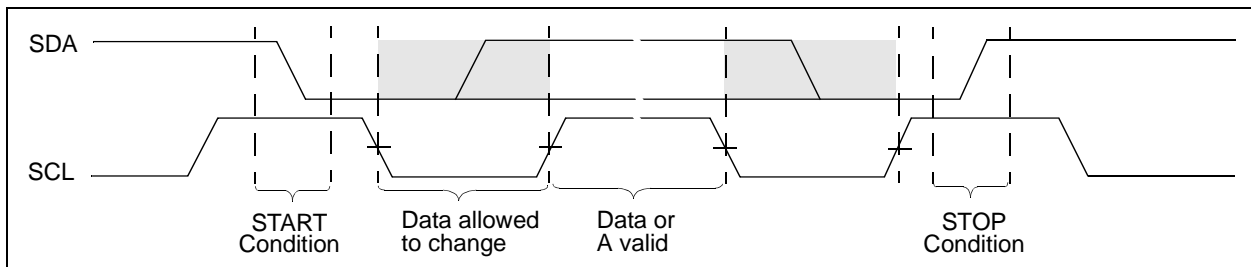 SDA
SCL
START
Condition
Data allowed
to change
Data or
A valid
STOP
Condition